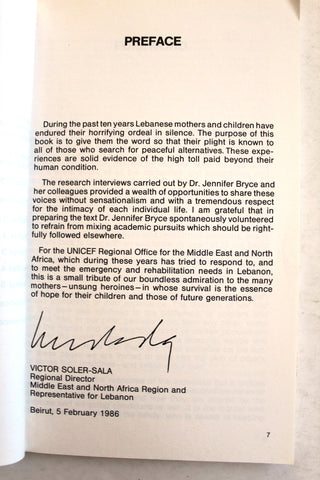 PREFACE
During the past ten years Lebanese mothers and children have
endured their horrifying ordeal in silence. The purpose of this
book is to give them the word so that their plight is known to
all of those who search for peaceful alternatives. These expe-
riences are solid evidence of the high toll paid beyond their
human condition.
The research interviews carried out by Dr. Jennifer Bryce and
her colleagues provided a wealth of opportunities to share these
voices without sensationalism and with a tremendous respect
for the intimacy of each individual life. I am grateful that in
preparing the text Dr. Jennifer Bryce spontaneously volunteered
to refrain from mixing academic pursuits which should be right-
fully followed elsewhere.
For the UNICEF Regional Office for the Middle East and North
Africa, which during these years has tried to respond to, and
to meet the emergency and rehabilitation needs in Lebanon,
this is a small tribute of our boundless admiration to the many
mothers—unsung heroines—in whose survival is the essence
of hope for their children and those of future generations.
VICTOR SOLER-SALA
Regional Director
Middle East and North Africa Region and
Representative for Lebanon
Beirut, 5 February 1986
7